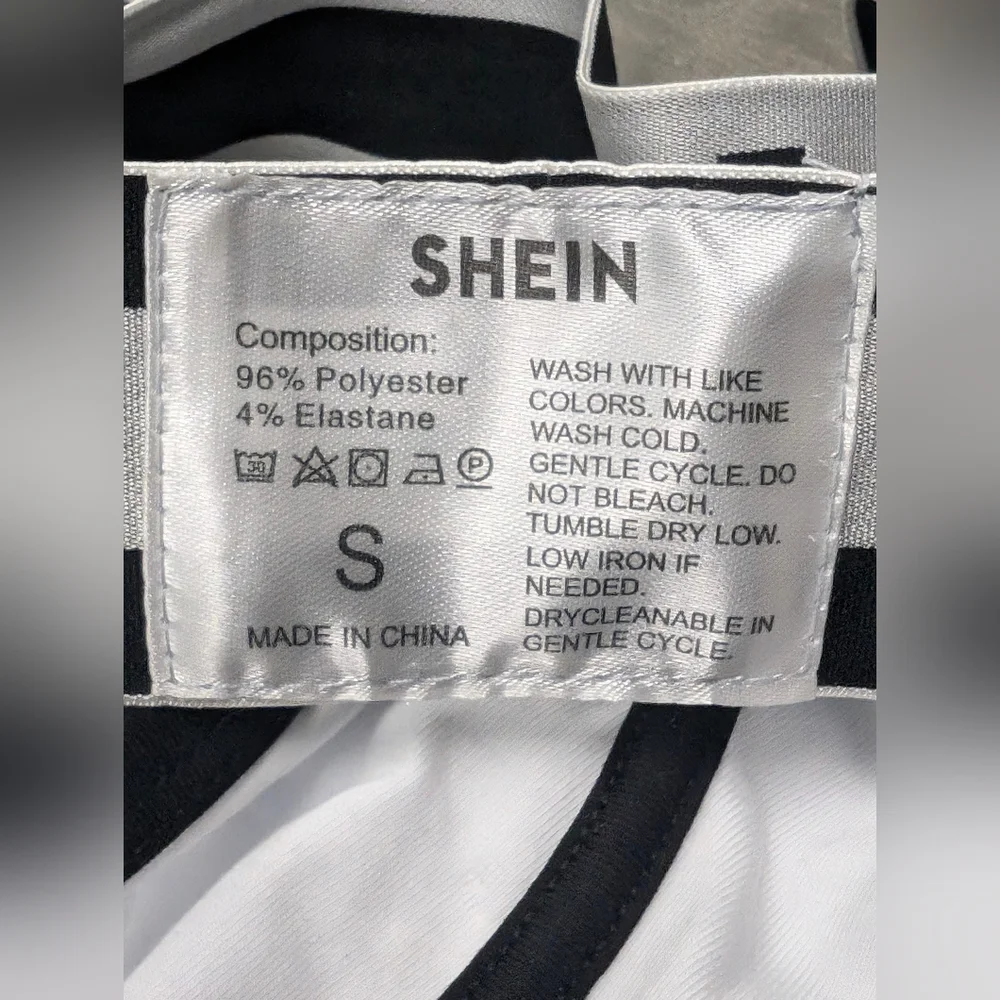 SHEIN
Composition:
96% Polyester
4% Elastane
30
P
S
MADE IN CHINA
WASH WITH LIKE
COLORS. MACHINE
WASH COLD.
GENTLE CYCLE. DO
NOT BLEACH.
TUMBLE DRY LOW.
LOW IRON IF
NEEDED.
DRYCLEANABLE IN
GENTLE CYCLE.